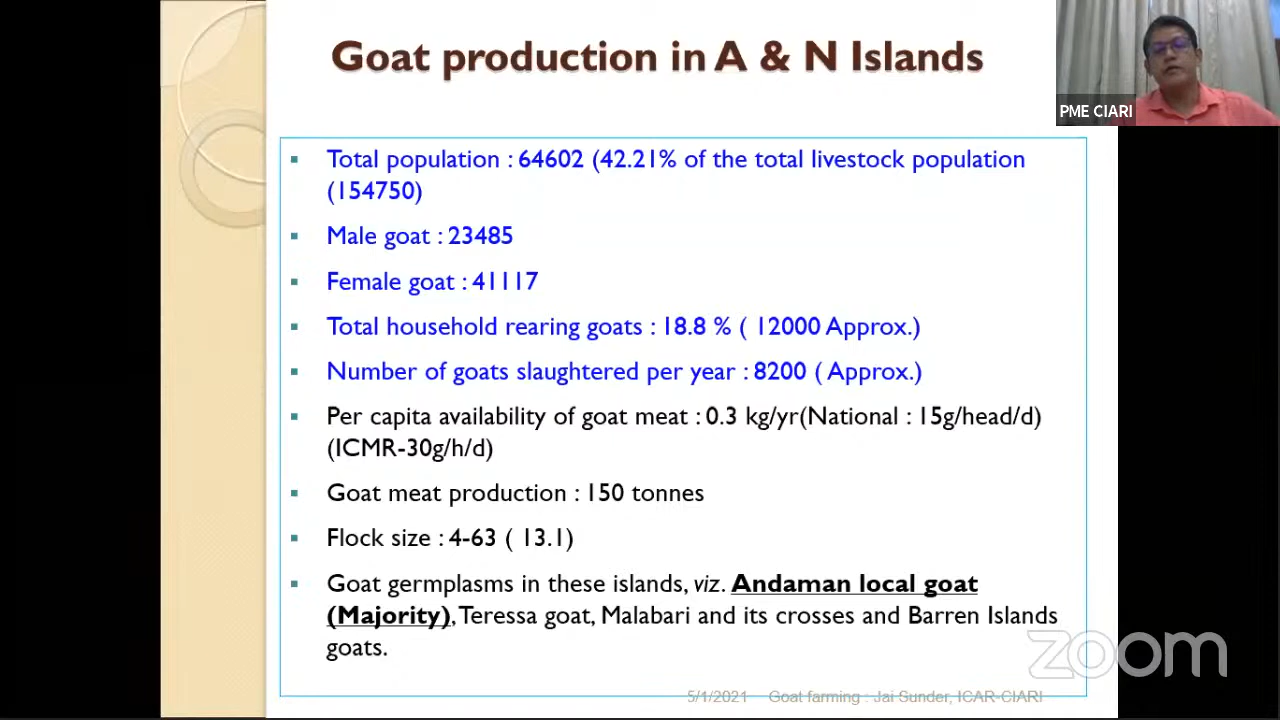 Goat production in A & N Islands
PME CIARI
Total population : 64602 (42.21% of the total livestock population
(154750)
Male goat : 23485
Female goat : 41117
Total household rearing goats : 18.8 % ( 12000 Approx.)
Number of goats slaughtered per year : 8200 ( Approx.)
Per capita availability of goat meat : 0.3 kg/yr(National : 15g/head/d)
(ICMR-30g/h/d)
Goat meat production : 150 tonnes
Flock size : 4-63 ( 13.1)
Goat germplasms in these islands, viz. Andaman local goat
(Majority), Teressa goat, Malabari and its crosses and Barren Islands
goats.
zoom
5/1/2021 Goat farming : Jai Sunder, ICAR-CIARI